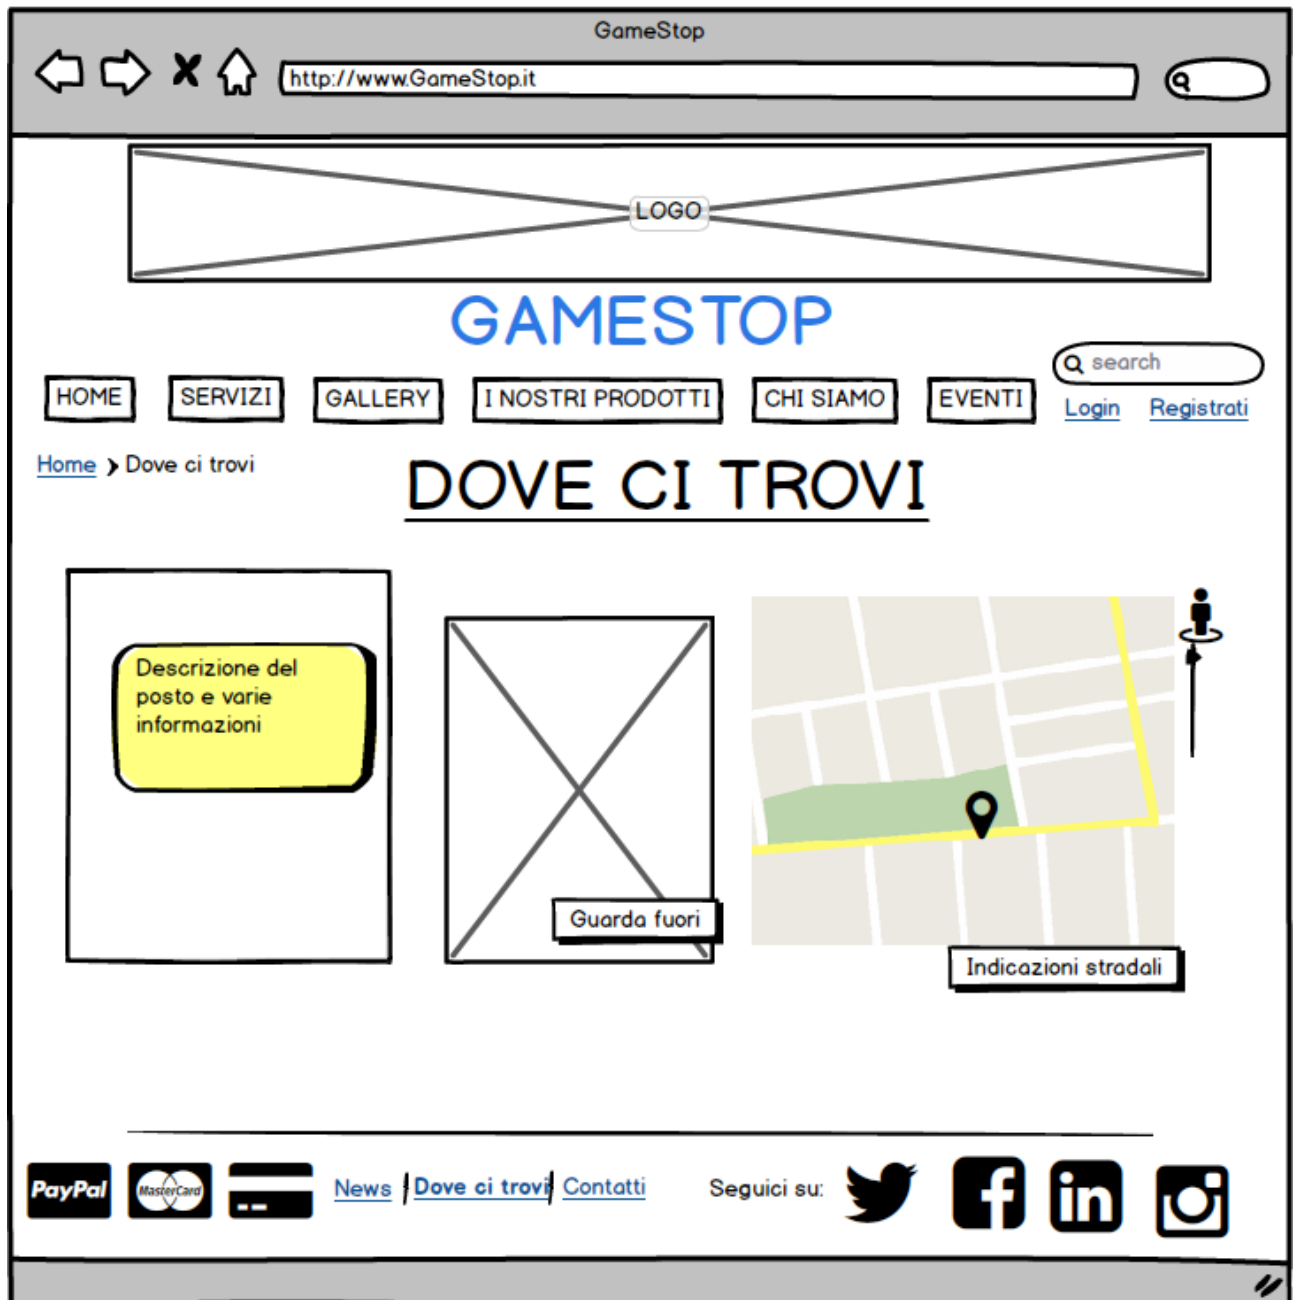 GameStop
http://www.GameStop.it
LOGO
GAMESTOP
search
HOME
SERVIZI
GALLERY
I NOSTRI PRODOTTI
CHI SIAMO
EVENTI
Login
Registrati
Home
Dove ci trovi
DOVE CI TROVI
Descrizione del
posto e varie
informazioni
Guarda fuori
Indicazioni stradali
PayPal
MasterCard
News
Dove ci trovi
Contatti
Seguici su:
in